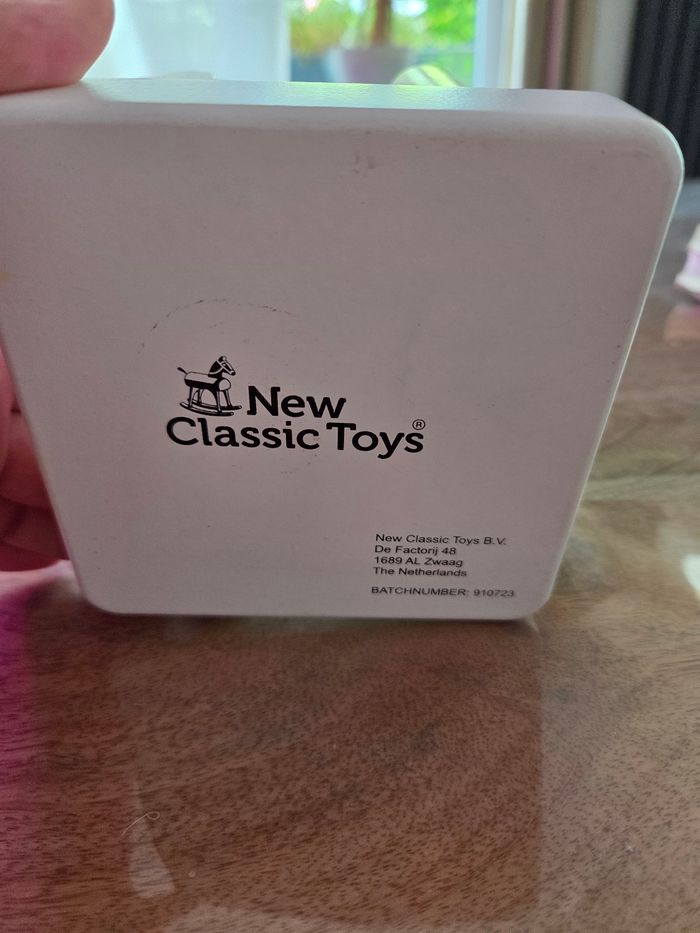 New
Classic Toys®
New Classic Toys B.V.
De Factorij 48
1689 AL Zwaag
The Netherlands
BATCHNUMBER: 910723